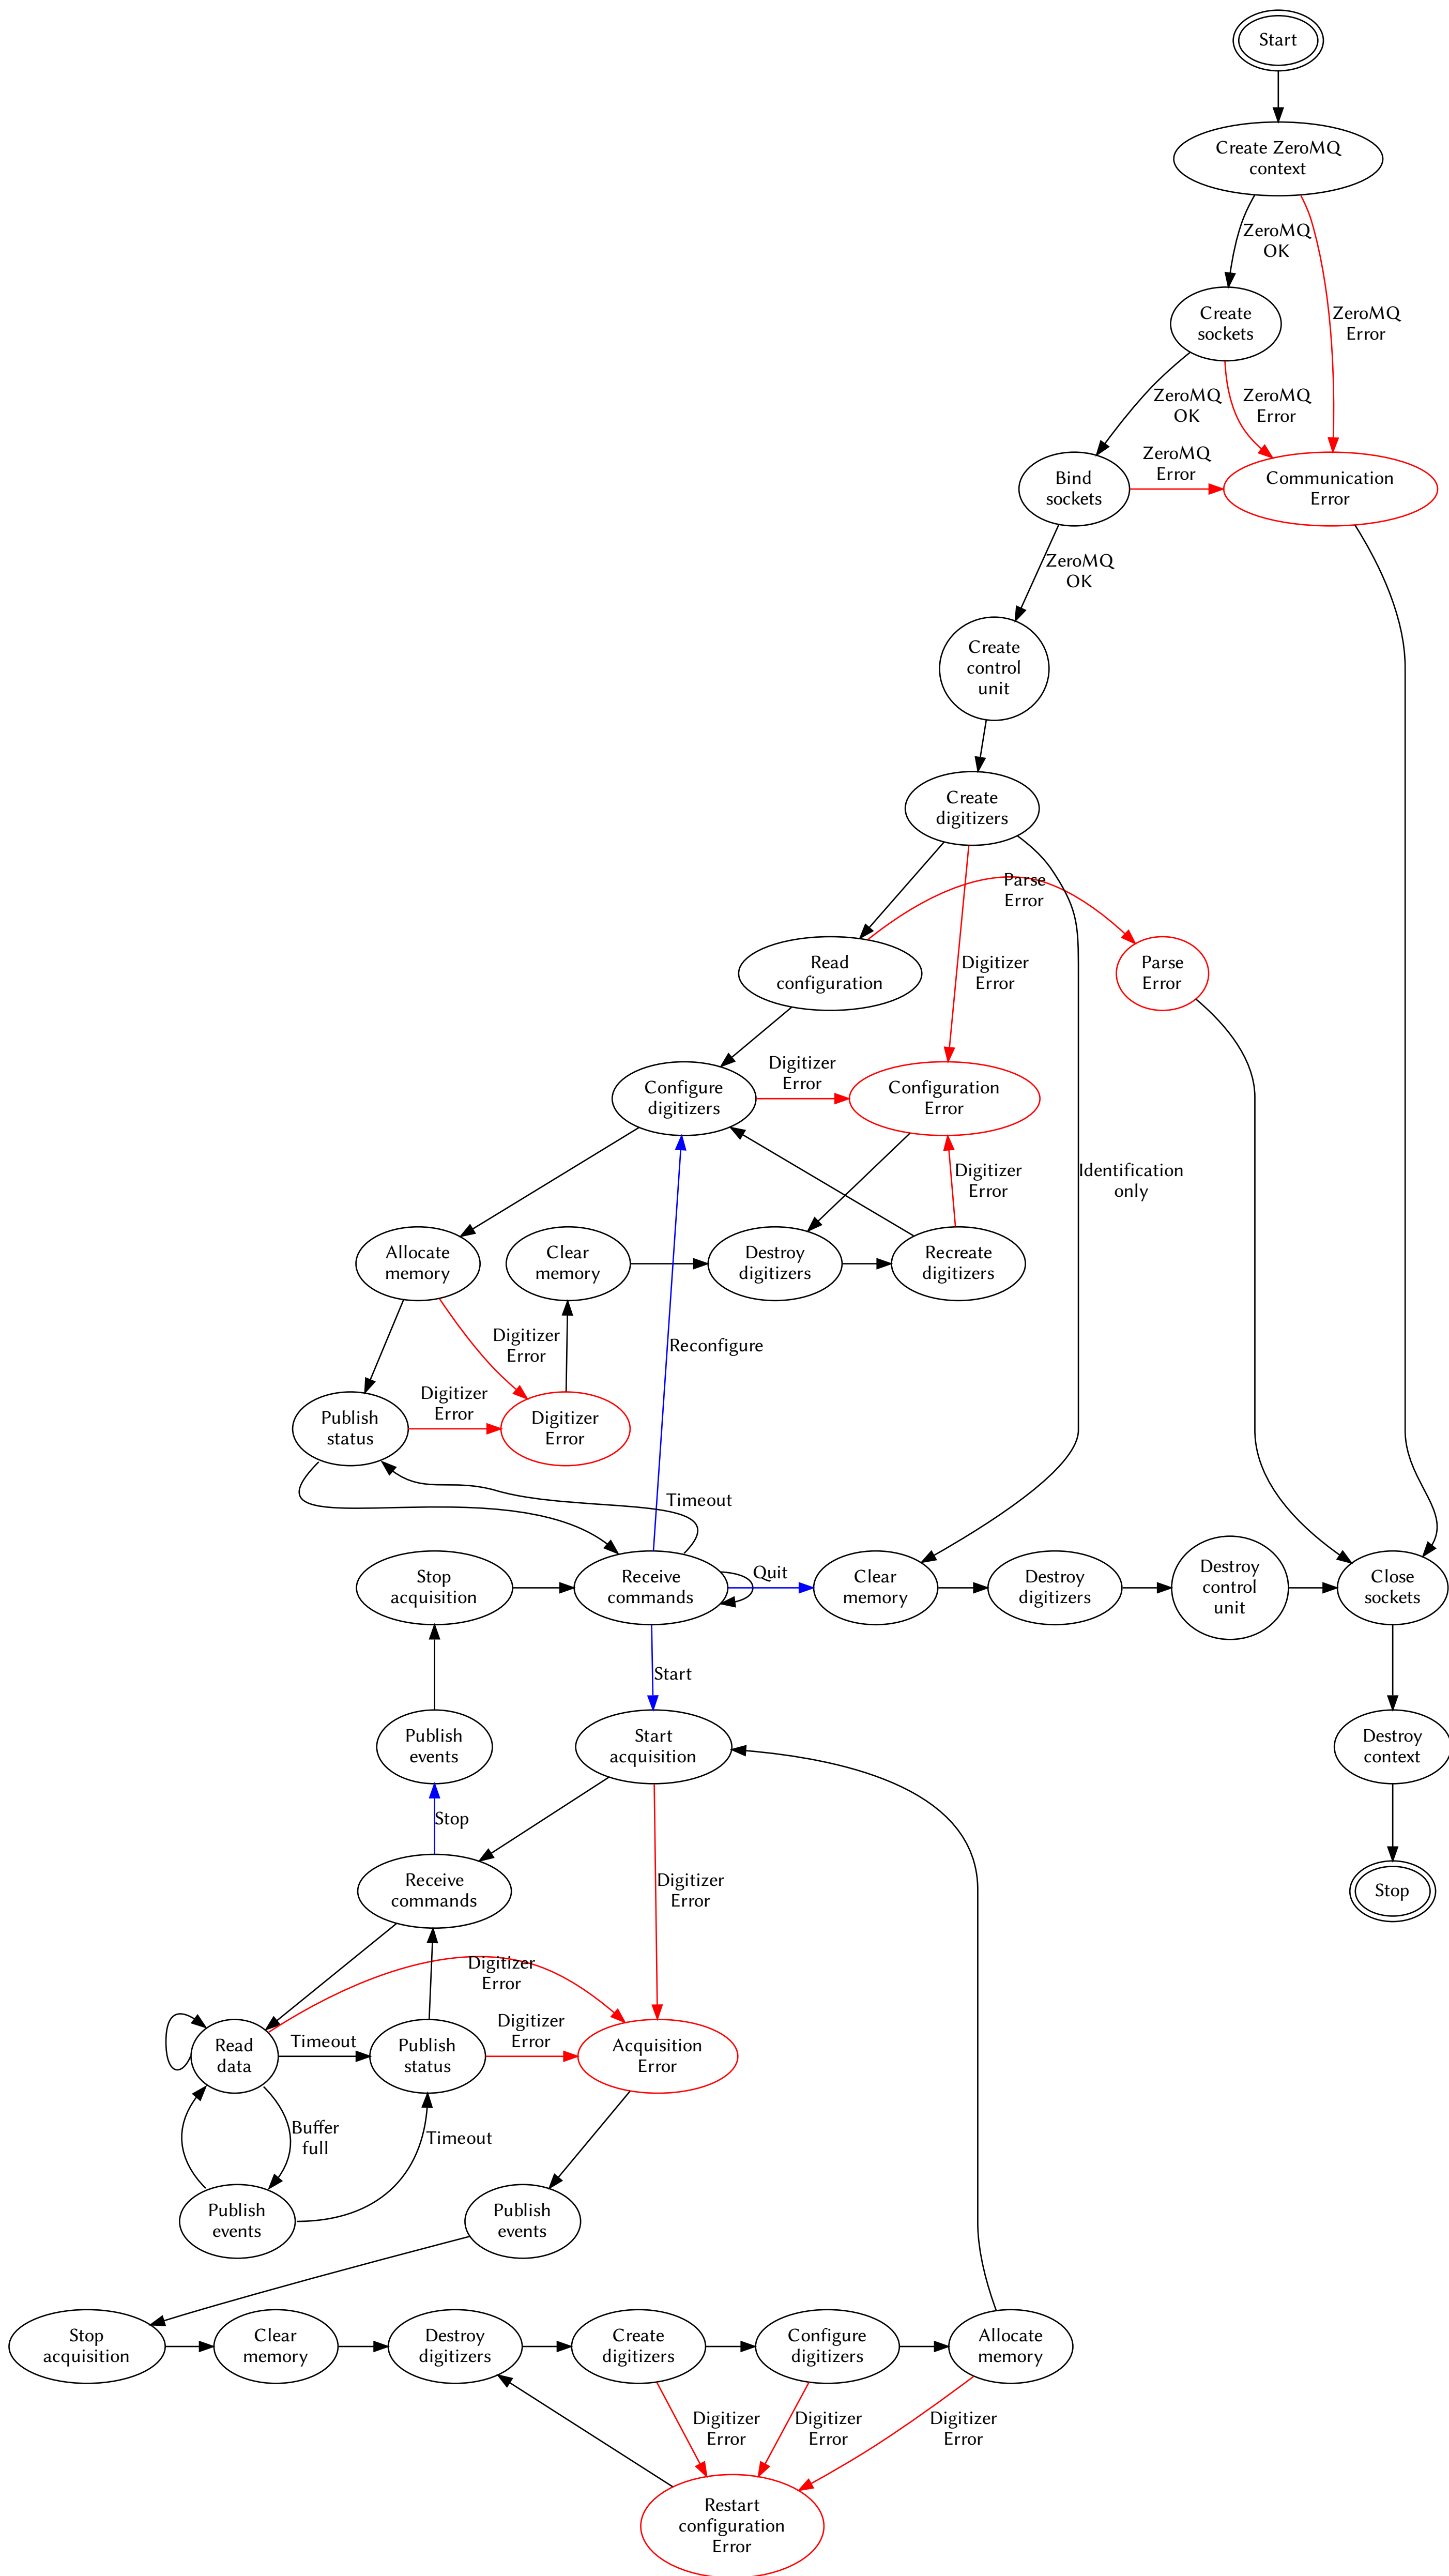 Start
Create ZeroMQ
context
ZeroMQ
OK
ZeroMQ
Error
Create
sockets
ZeroMQ
OK
ZeroMQ
Error
Bind
sockets
ZeroMQ
Error
Communication
Error
ZeroMQ
OK
Create
control
unit
Create
digitizers
Parse
Error
Read
configuration
Digitizer
Error
Parse
Error
Configure
digitizers
Digitizer
Error
Configuration
Error
Digitizer
Error
Identification
only
Allocate
memory
Clear
memory
Destroy
digitizers
Recreate
digitizers
Digitizer
Error
Reconfigure
Publish
status
Digitizer
Error
Digitizer
Error
Timeout
Stop
acquisition
Receive
commands
Quit
Clear
memory
Destroy
digitizers
Destroy
control
unit
Close
sockets
Start
Publish
events
Start
acquisition
Destroy
context
Stop
Receive
commands
Digitizer
Error
Stop
Digitizer
Error
Read
data
Timeout
Publish
status
Digitizer
Error
Acquisition
Error
Buffer
full
Timeout
Publish
events
Publish
events
Stop
acquisition
Clear
memory
Destroy
digitizers
Create
digitizers
Configure
digitizers
Allocate
memory
Digitizer
Error
Digitizer
Error
Digitizer
Error
Restart
configuration
Error